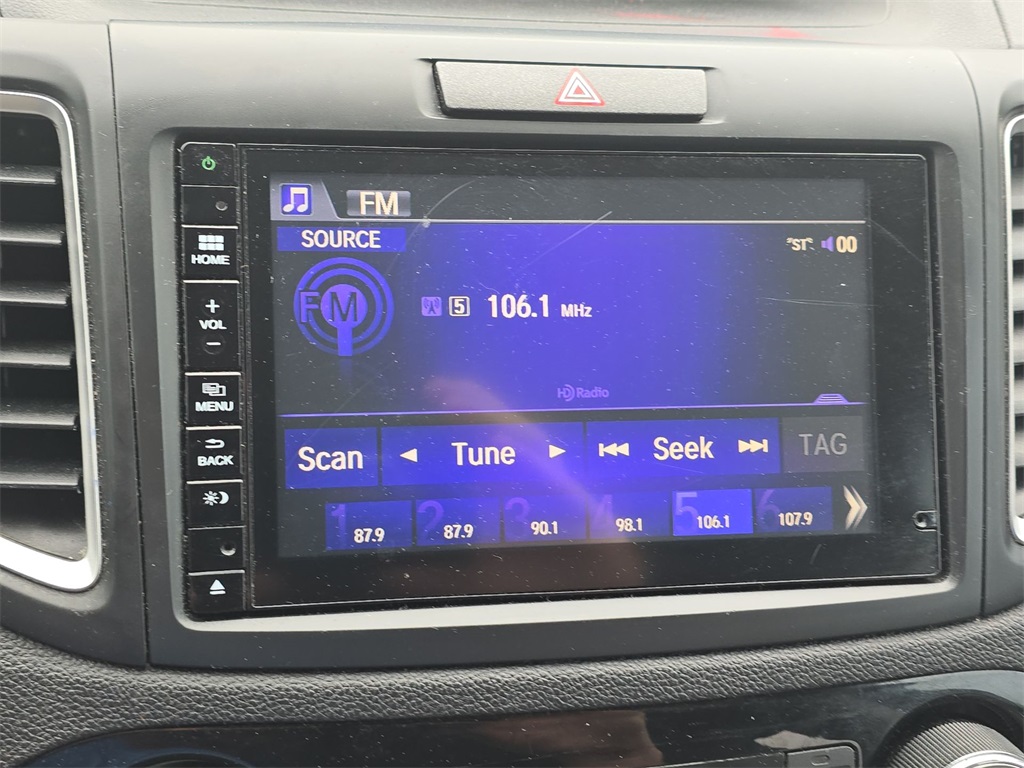 FM
SOURCE
"ST" 00
FM
5 106.1 MHz
HD Radio
HOME
+
VOL
−
MENU
BACK
Scan ◄ Tune ► Seek TAG
1 87.9 2 87.9 3 90.1 4 98.1 5 106.1 6 107.9